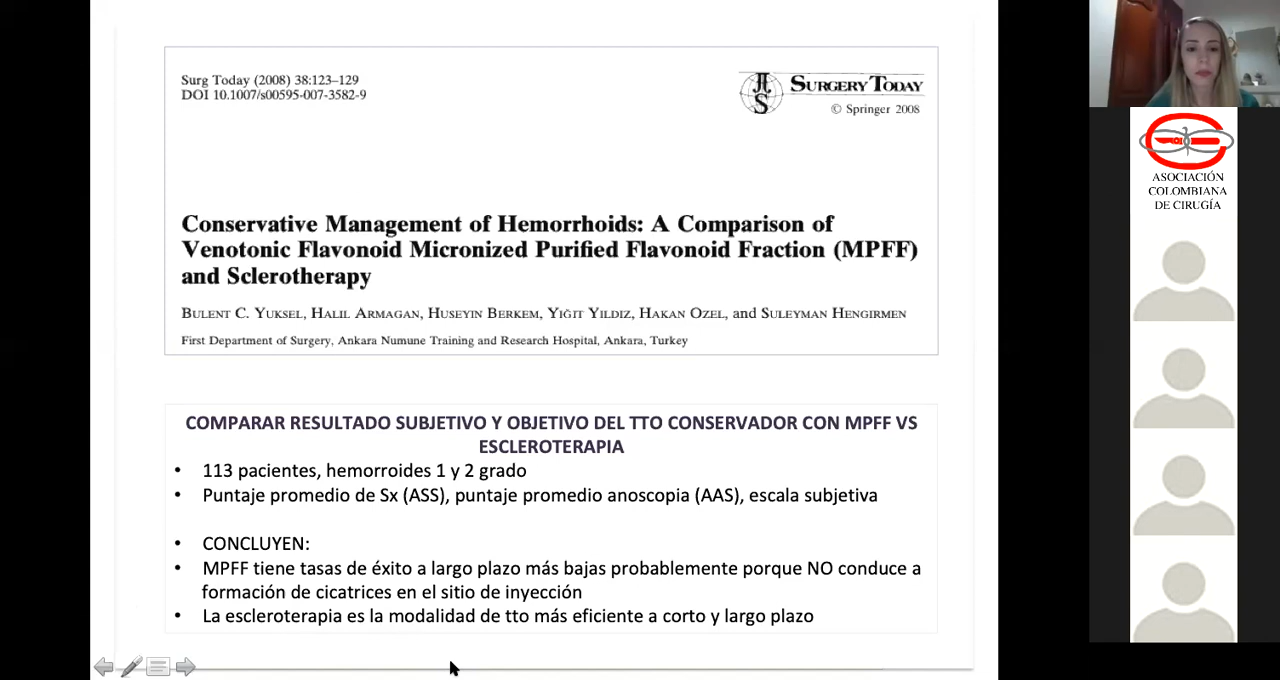 Surg Today (2008) 38:123–129
DOI 10.1007/s00595-007-3582-9
SURGERY TODAY
© Springer 2008
Conservative Management of Hemorrhoids: A Comparison of
Venotonic Flavonoid Micronized Purified Flavonoid Fraction (MPFF)
and Sclerotherapy
BULENT C. YUKSEL, HALIL ARMAGAN, HUSEYIN BERKEM, YIĞIT YILDIZ, HAKAN OZEL, and SULEYMAN HENGIRMEN
First Department of Surgery, Ankara Numune Training and Research Hospital, Ankara, Turkey
COMPARAR RESULTADO SUBJETIVO Y OBJETIVO DEL TTO CONSERVADOR CON MPFF VS
ESCLEROTERAPIA
• 113 pacientes, hemorroides 1 y 2 grado
• Puntaje promedio de Sx (ASS), puntaje promedio anoscopia (AAS), escala subjetiva
• CONCLUYEN:
• MPFF tiene tasas de éxito a largo plazo más bajas probablemente porque NO conduce a
formación de cicatrices en el sitio de inyección
• La escleroterapia es la modalidad de tto más eficiente a corto y largo plazo
ASOCIACIÓN
COLOMBIANA
DE CIRUGÍA